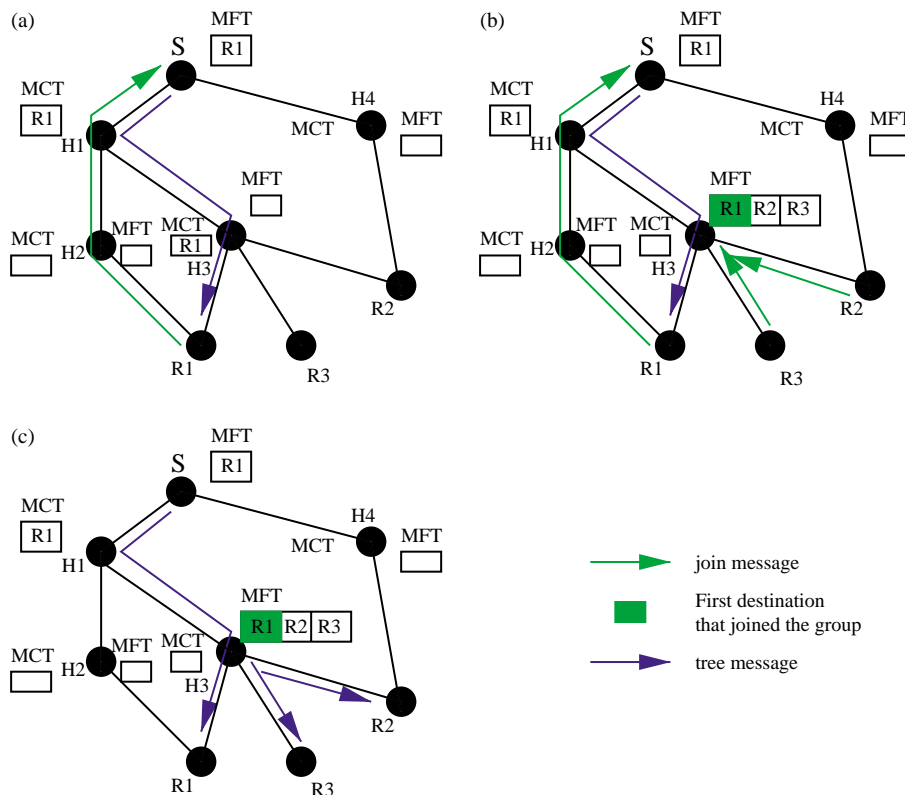 (a)
MFT
R1
S
MCT
R1
H1
H4
MCT
MFT
MFT
MCT
R1
H3
MCT
H2
MFT
R2
R1
R3
(b)
MFT
R1
S
MCT
R1
H1
H4
MCT
MFT
MFT
R1 R2 R3
MCT
H3
MCT
H2
MFT
R2
R1
R3
(c)
MFT
R1
S
MCT
R1
H1
H4
MCT
MFT
MFT
R1 R2 R3
MCT
H2
MFT
MCT
H3
R2
R1
R3
join message
First destination
that joined the group
tree message